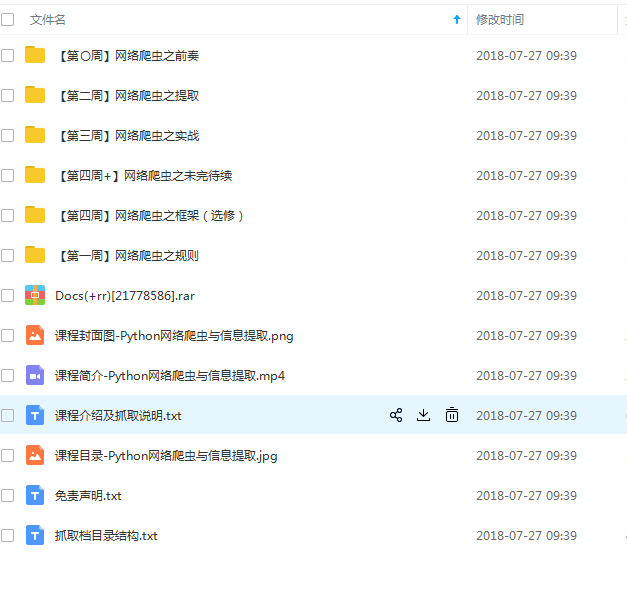 文件名 修改时间
【第〇周】网络爬虫之前奏 2018-07-27 09:39
【第二周】网络爬虫之提取 2018-07-27 09:39
【第三周】网络爬虫之实战 2018-07-27 09:39
【第四周+】网络爬虫之未完待续 2018-07-27 09:39
【第四周】网络爬虫之框架（选修） 2018-07-27 09:39
【第一周】网络爬虫之规则 2018-07-27 09:39
Docs(+rr)[21778586].rar 2018-07-27 09:39
课程封面图-Python网络爬虫与信息提取.png 2018-07-27 09:39
课程简介-Python网络爬虫与信息提取.mp4 2018-07-27 09:39
课程介绍及抓取说明.txt 2018-07-27 09:39
课程目录-Python网络爬虫与信息提取.jpg 2018-07-27 09:39
免责声明.txt 2018-07-27 09:39
抓取档目录结构.txt 2018-07-27 09:39